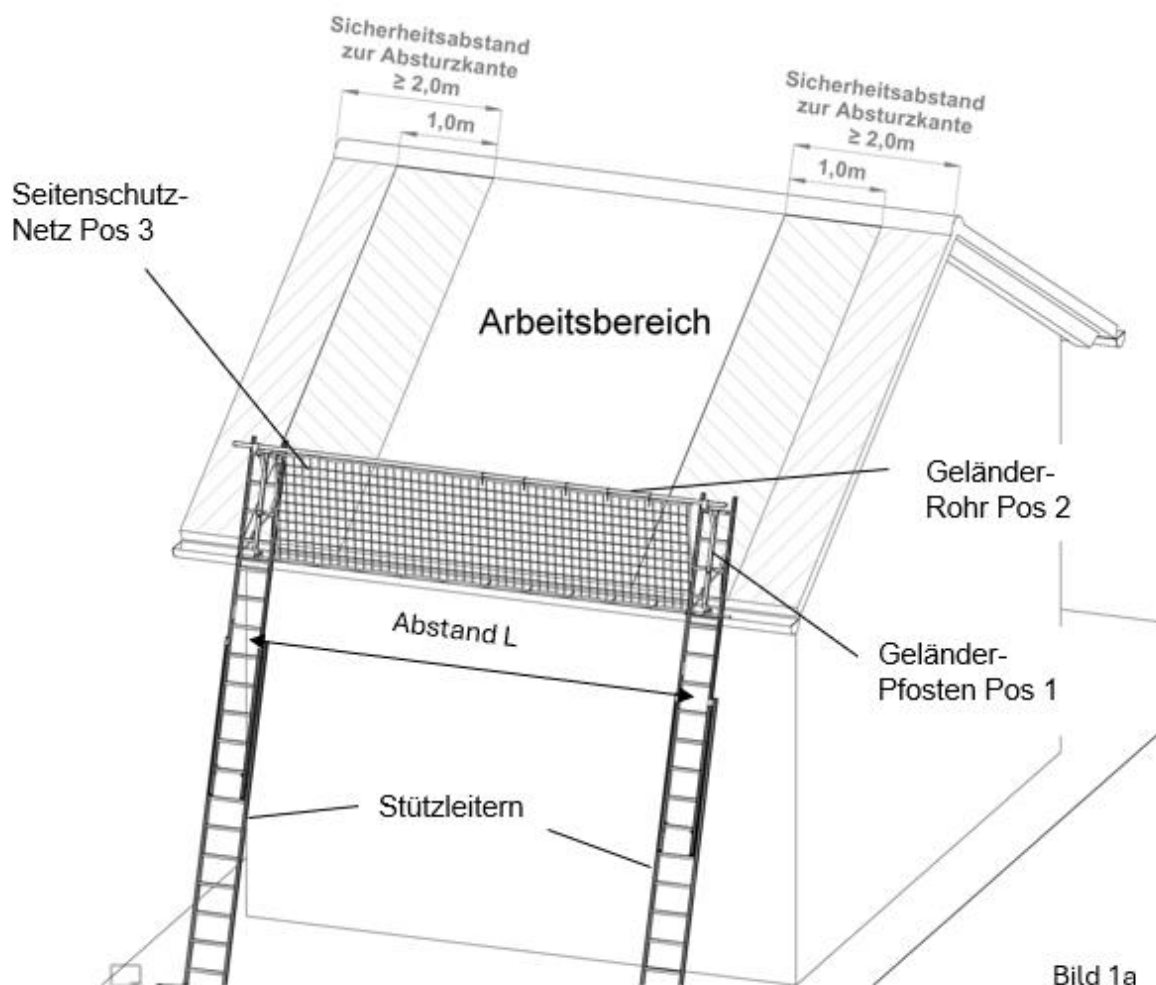 Sicherheitsabstand
zur Absturzkante
≥ 2,0m
1,0m
Sicherheitsabstand
zur Absturzkante
≥ 2,0m
1,0m
Seitenschutz-
Netz Pos 3
Arbeitsbereich
Geländer-
Rohr Pos 2
Abstand L
Geländer-
Pfosten Pos 1
Stützleitern
Bild 1a